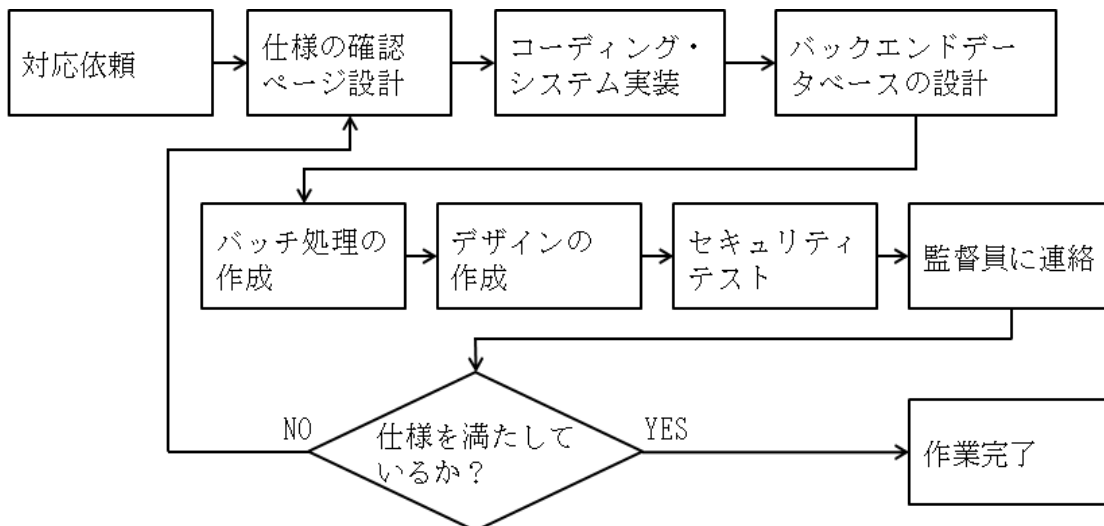 対応依頼
仕様の確認
ページ設計
コーディング・
システム実装
バックエンドデー
タベースの設計
バッチ処理の
作成
デザインの
作成
セキュリティ
テスト
監督員に連絡
仕様を満たして
いるか？
NO
YES
作業完了